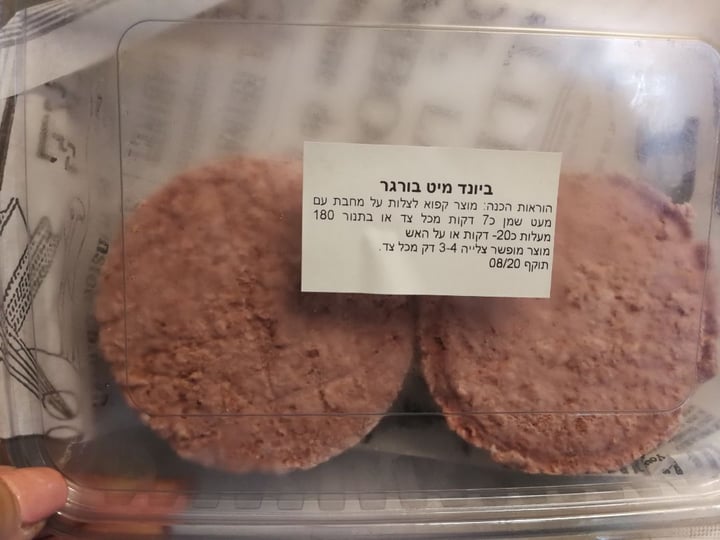 ביונד מיט בורגר
הוראות הכנה: מוצר קפוא לצלות על מחבת עם
מעט שמן כ7 דקות מכל צד או בתנור 180
מעלות כ20- דקות או על האש
מוצר מופשר צלייה 3-4 דק מכל צד.
תוקף 08/20